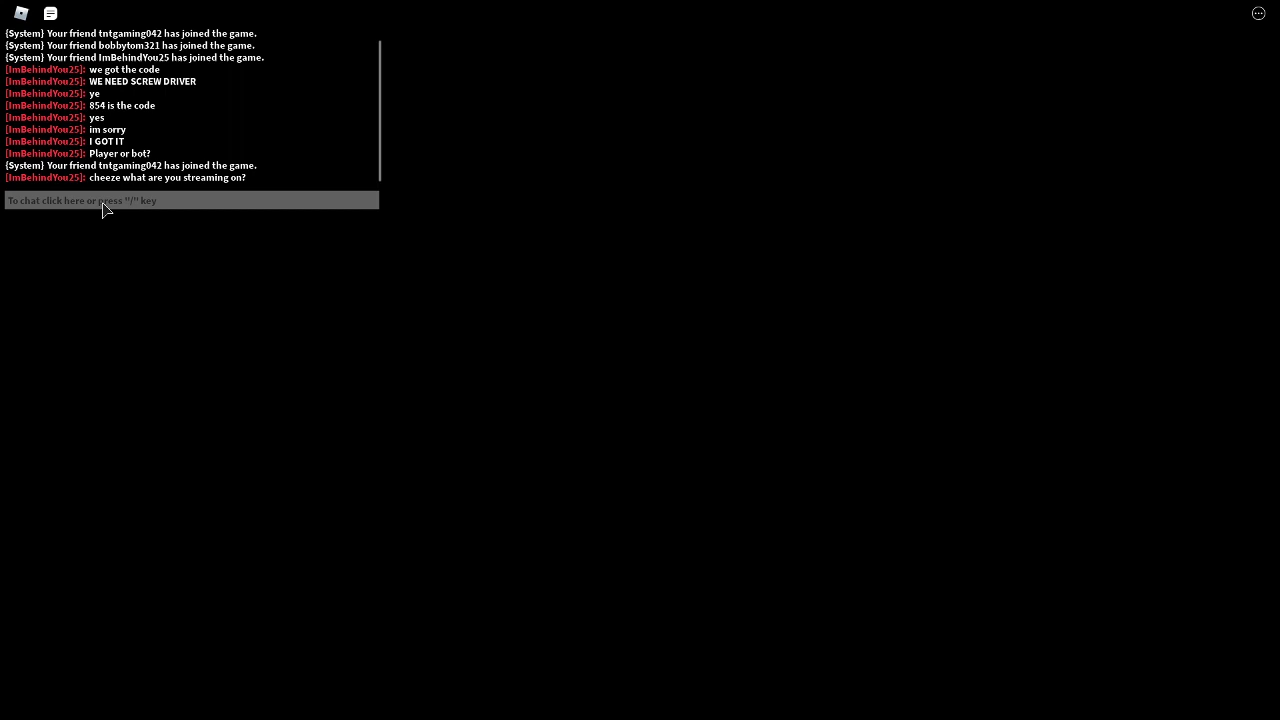 {System} Your friend tntgaming042 has joined the game.
{System} Your friend bobbytom321 has joined the game.
{System} Your friend ImBehindYou25 has joined the game.
[ImBehindYou25]: we got the code
[ImBehindYou25]: WE NEED SCREW DRIVER
[ImBehindYou25]: ye
[ImBehindYou25]: 854 is the code
[ImBehindYou25]: yes
[ImBehindYou25]: im sorry
[ImBehindYou25]: I GOT IT
[ImBehindYou25]: Player or bot?
{System} Your friend tntgaming042 has joined the game.
[ImBehindYou25]: cheeze what are you streaming on?
To chat click here or press "/" key